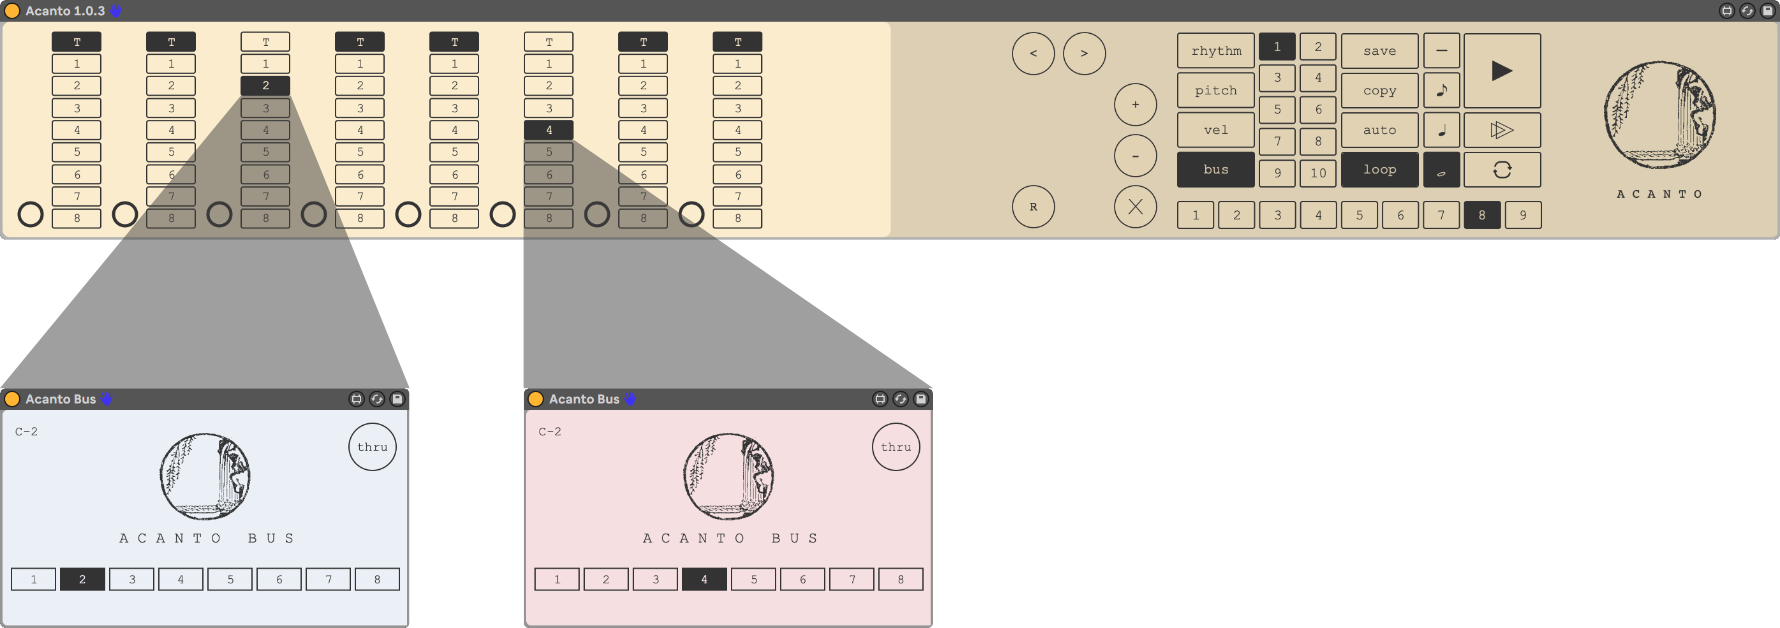 Acanto 1.0.3
T T T T T T T T
1 1 1 1 1 1 1 1
2 2 2 2 2 2 2 2
3 3 3 3 3 3 3 3
4 4 4 4 4 4 4 4
5 5 5 5 5 5 5 5
6 6 6 6 6 6 6 6
7 7 7 7 7 7 7 7
8 8 8 8 8 8 8 8
< >
+
-
R X
rhythm 1 2 save —
pitch 3 4 copy
5 6
vel 7 8 auto
bus 9 10 loop
1 2 3 4 5 6 7 8 9
ACANTO
Acanto Bus
C-2
thru
ACANTO BUS
1 2 3 4 5 6 7 8
Acanto Bus
C-2
thru
ACANTO BUS
1 2 3 4 5 6 7 8